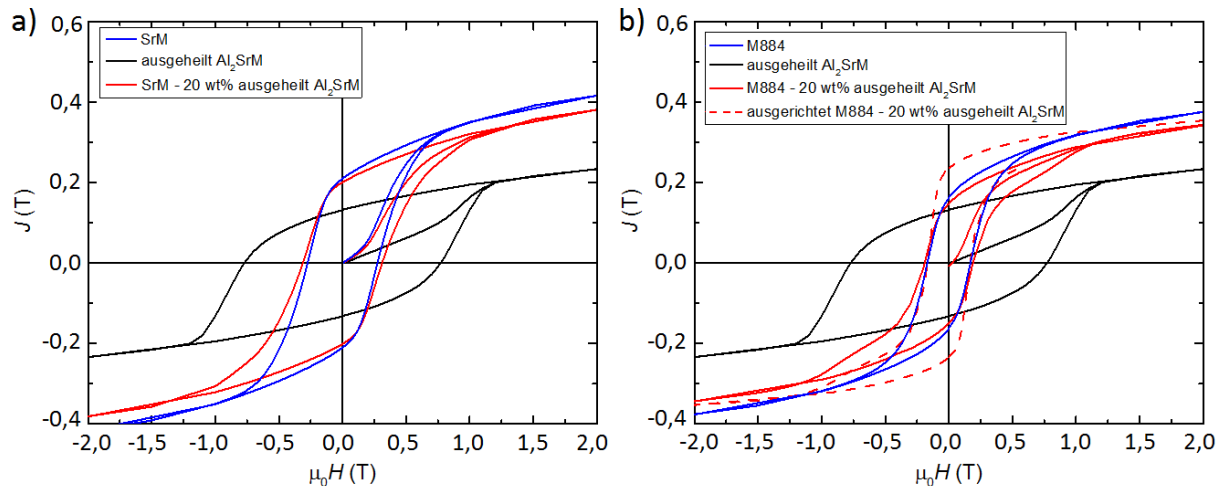 a)
0,6
0,4
0,2
0,0
-0,2
-0,4
J (T)
SrM
ausgeheilt Al₂SrM
SrM - 20 wt% ausgeheilt Al₂SrM
-2,0 -1,5 -1,0 -0,5 0,0 0,5 1,0 1,5 2,0
μ₀H (T)
b)
0,6
0,4
0,2
0,0
-0,2
-0,4
J (T)
M884
ausgeheilt Al₂SrM
M884 - 20 wt% ausgeheilt Al₂SrM
ausgerichtet M884 - 20 wt% ausgeheilt Al₂SrM
-2,0 -1,5 -1,0 -0,5 0,0 0,5 1,0 1,5 2,0
μ₀H (T)